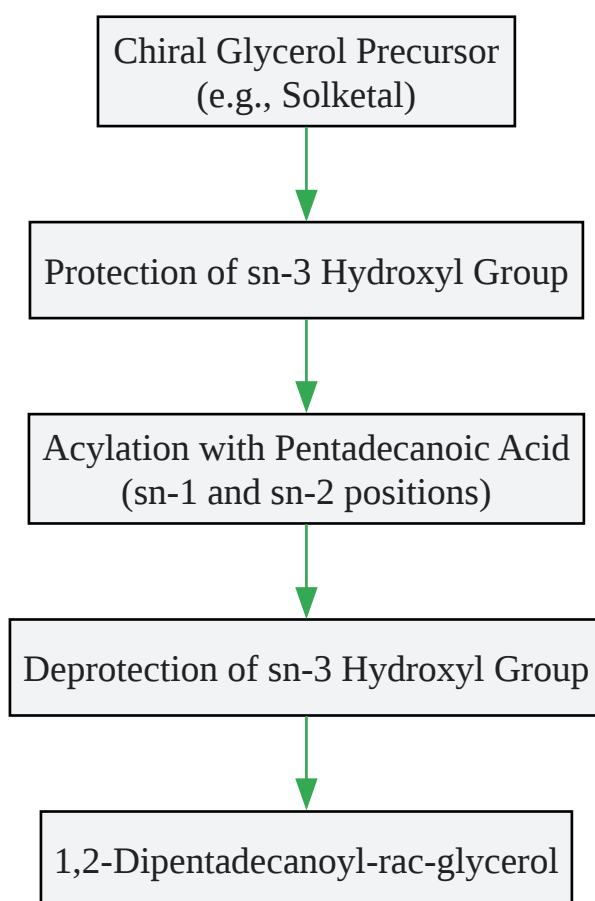 Chiral Glycerol Precursor
(e.g., Solketal)
Protection of sn-3 Hydroxyl Group
Acylation with Pentadecanoic Acid
(sn-1 and sn-2 positions)
Deprotection of sn-3 Hydroxyl Group
1,2-Dipentadecanoyl-rac-glycerol